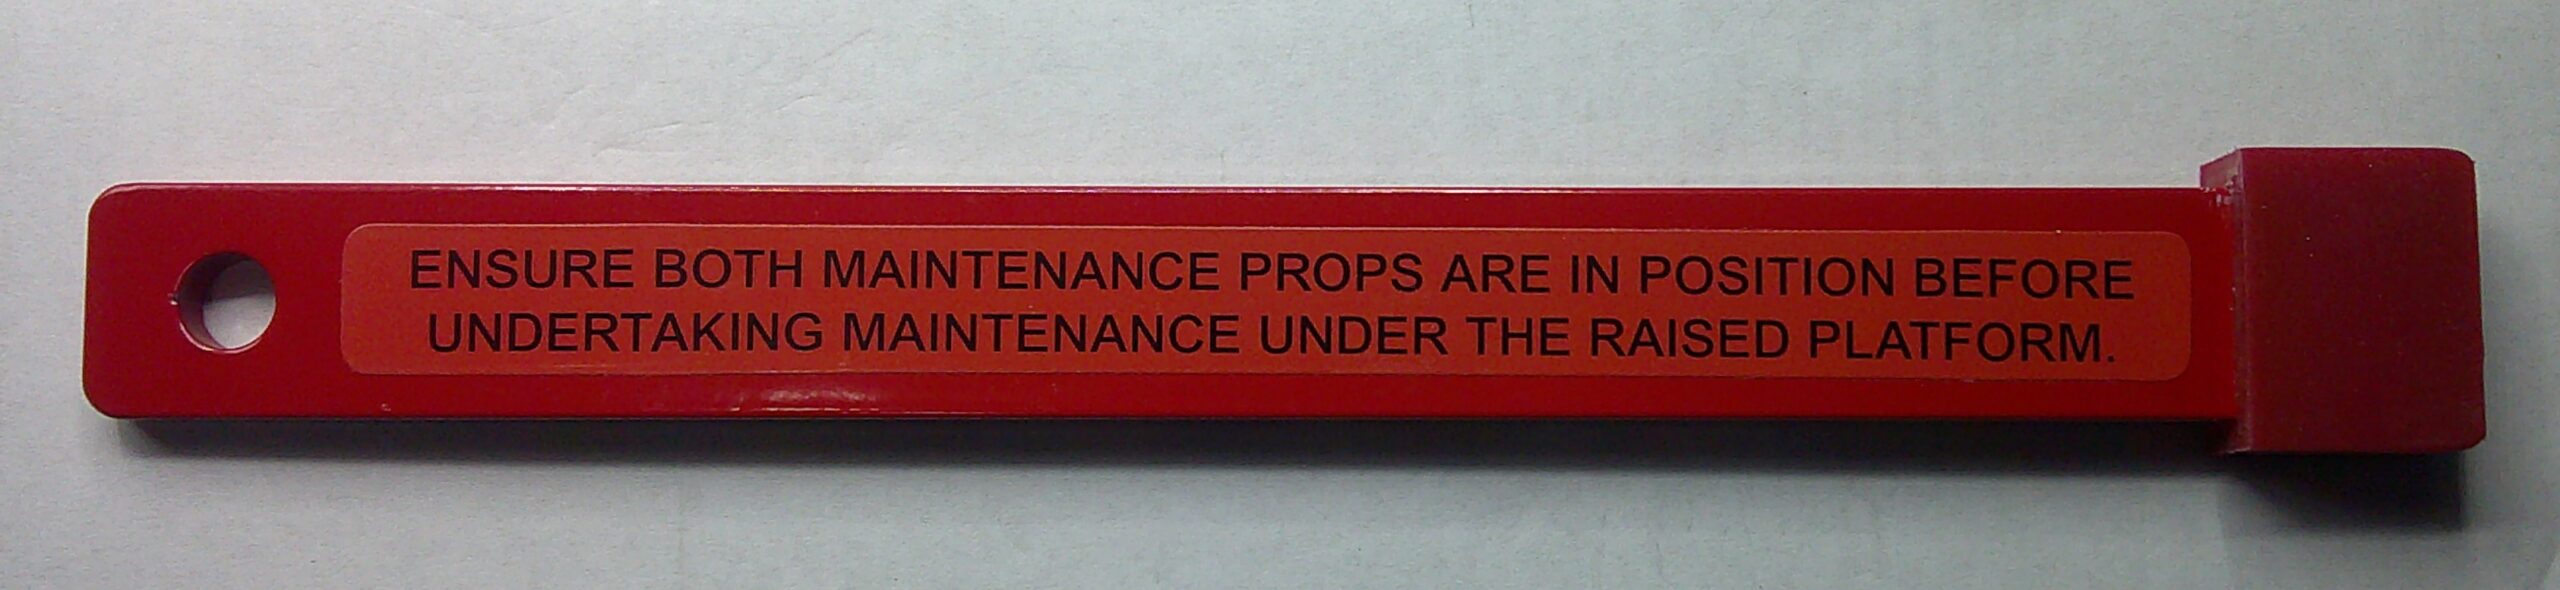 ENSURE BOTH MAINTENANCE PROPS ARE IN POSITION BEFORE
UNDERTAKING MAINTENANCE UNDER THE RAISED PLATFORM.